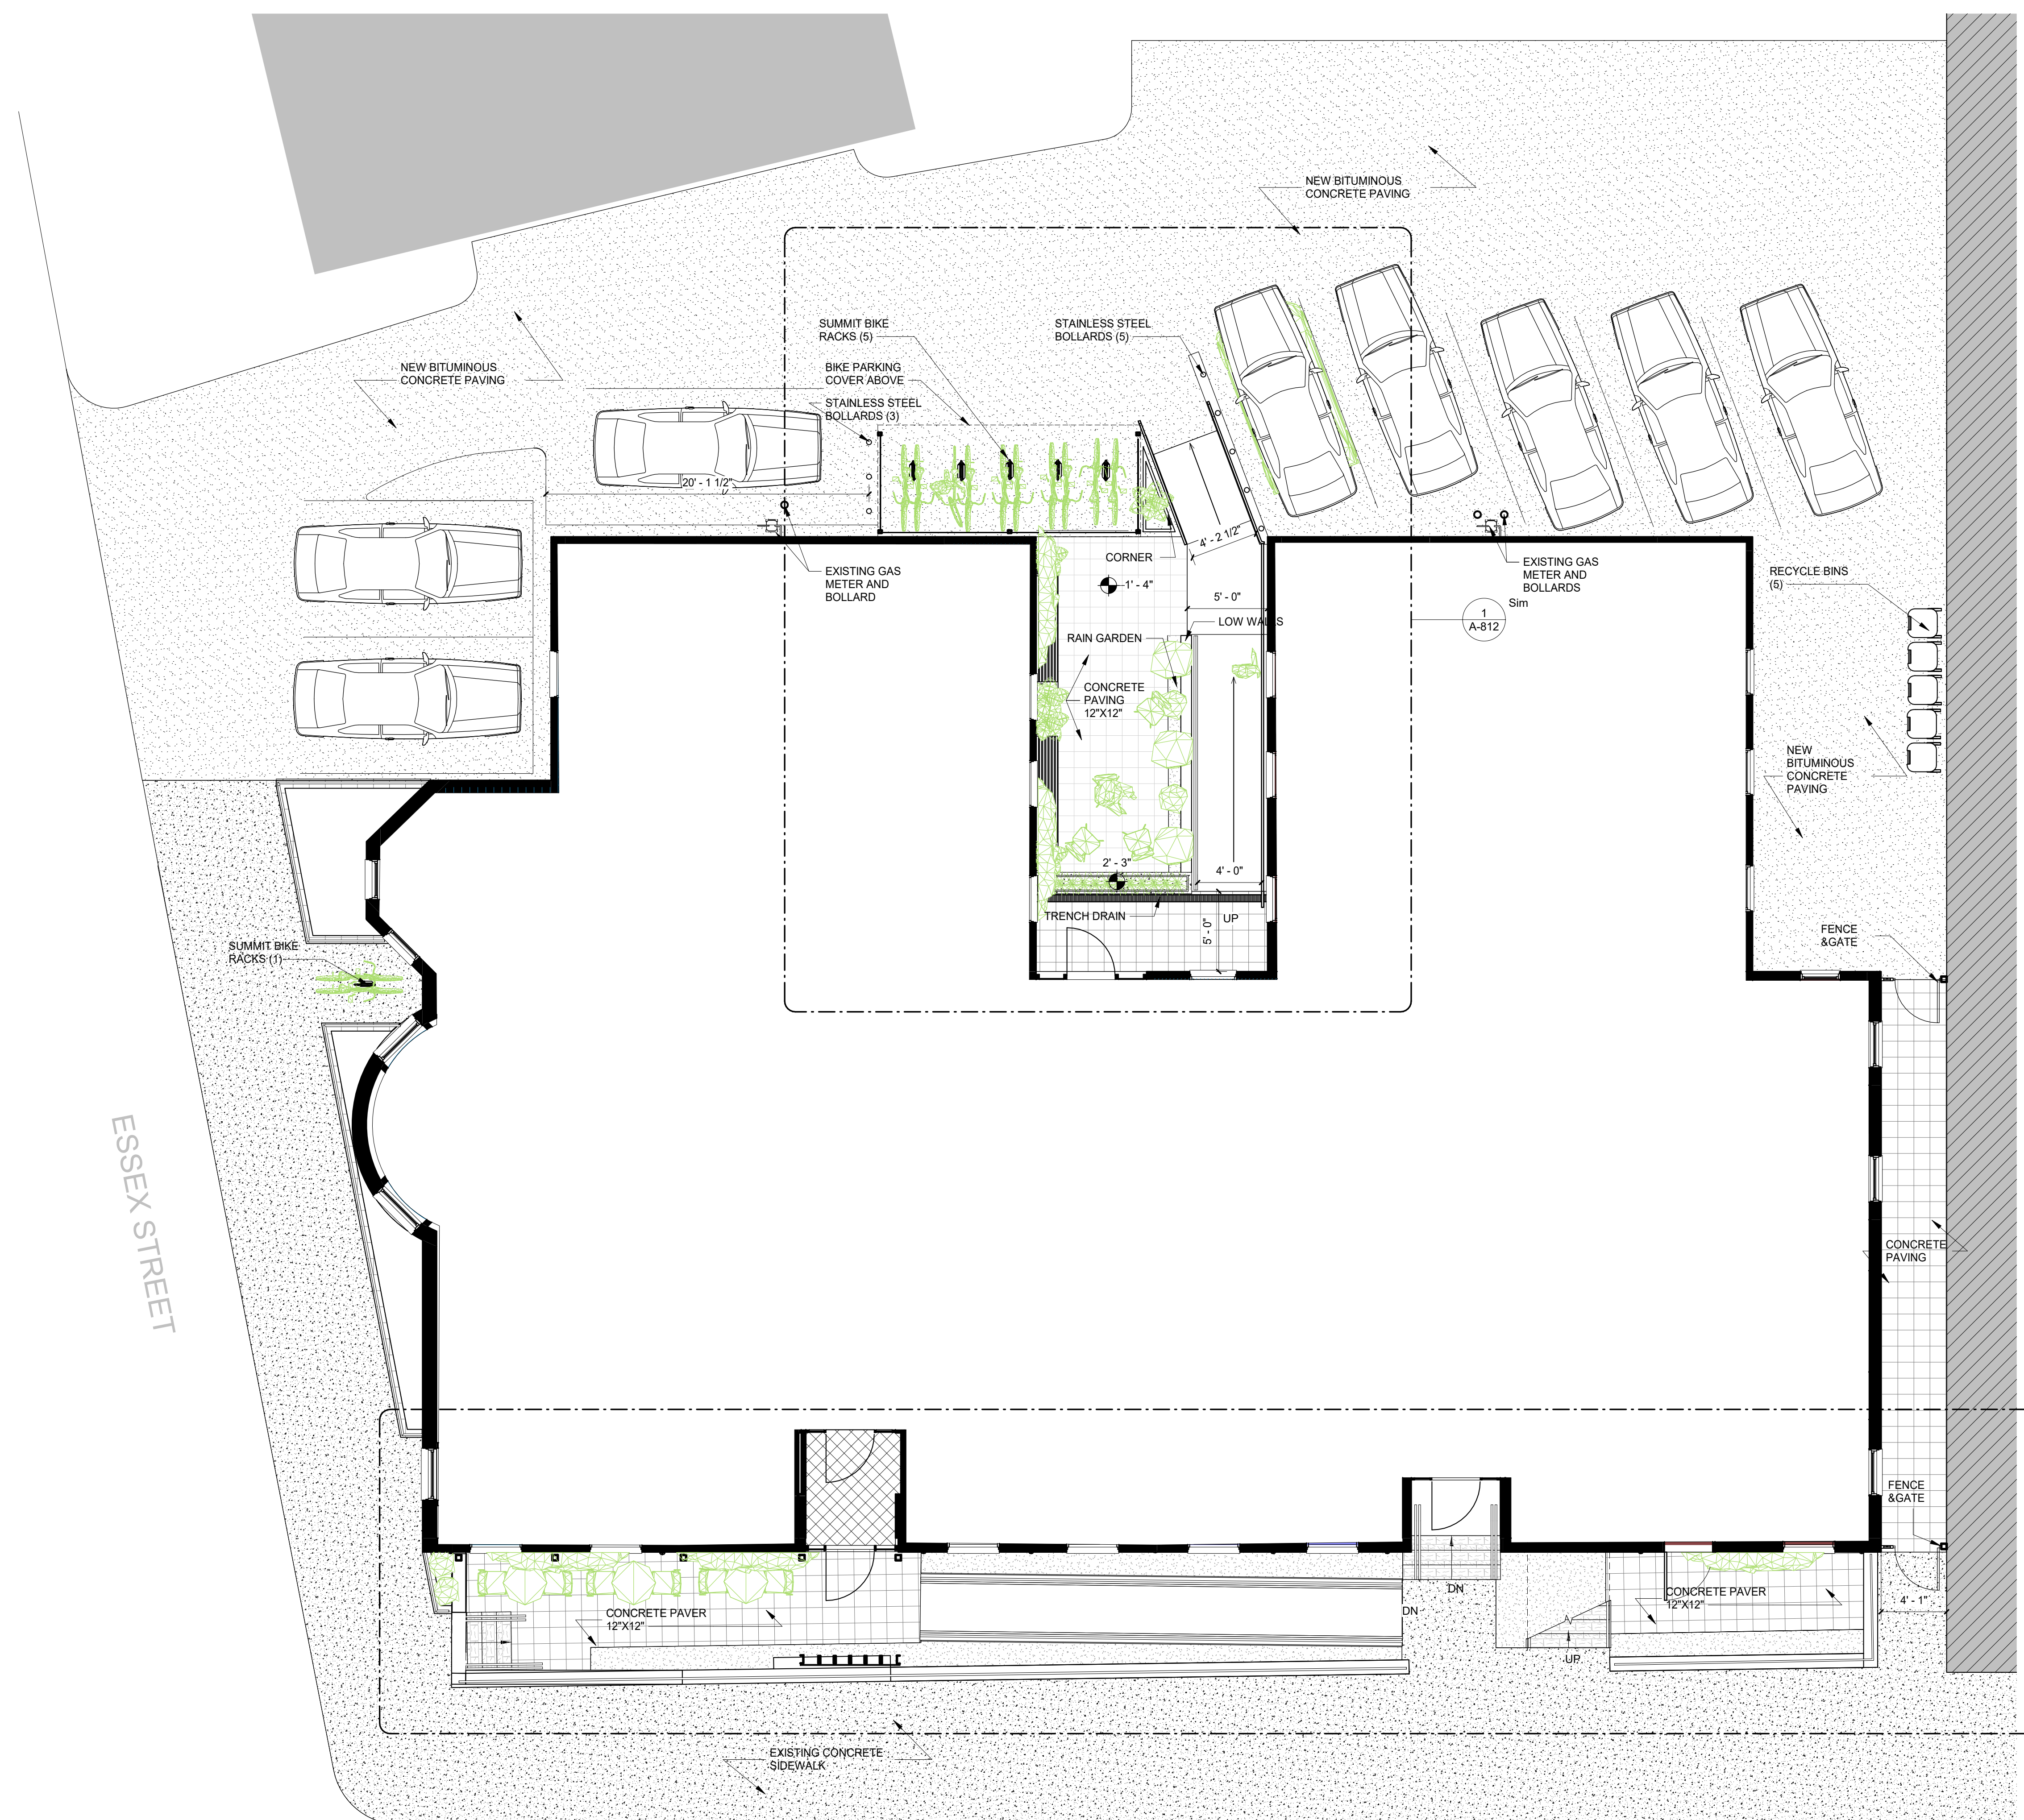 NEW BITUMINOUS
CONCRETE PAVING
SUMMIT BIKE
RACKS (5)
STAINLESS STEEL
BOLLARDS (5)
NEW BITUMINOUS
CONCRETE PAVING
BIKE PARKING
COVER ABOVE
STAINLESS STEEL
BOLLARDS (3)
20' - 1 1/2"
4' - 2 1/2"
CORNER
EXISTING GAS
METER AND
BOLLARD
1' - 4"
EXISTING GAS
METER AND
BOLLARDS
RECYCLE BINS
(5)
5' - 0"
Sim
1
A-812
LOW WALLS
RAIN GARDEN
CONCRETE
PAVING
12"X12"
NEW
BITUMINOUS
CONCRETE
PAVING
2' - 3"
4' - 0"
TRENCH DRAIN
UP
5' - 0"
FENCE
&GATE
SUMMIT BIKE
RACKS (1)
ESSEX STREET
CONCRETE
PAVING
FENCE
&GATE
DN
DN
CONCRETE PAVER
12"X12"
CONCRETE PAVER
12"X12"
4' - 1"
UP
EXISTING CONCRETE
SIDEWALK